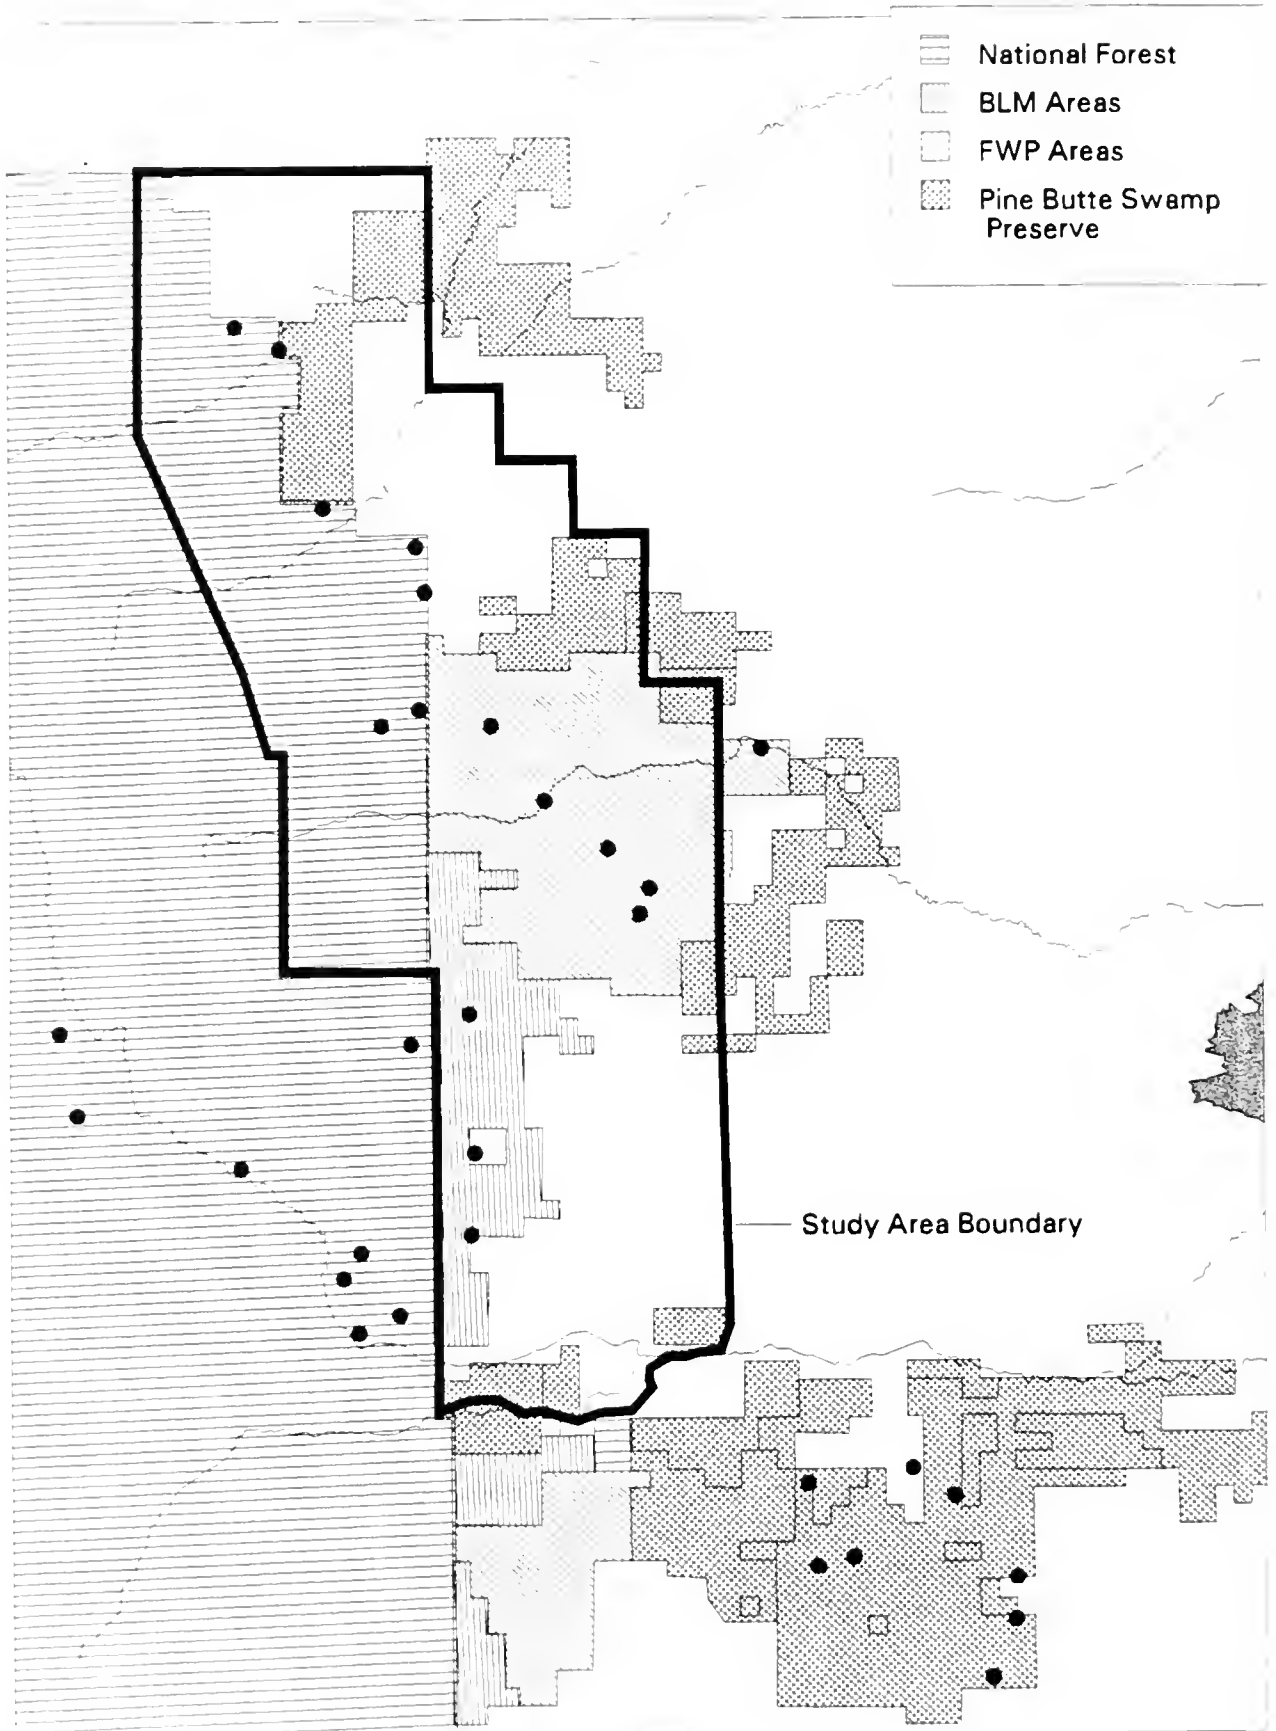 National Forest
BLM Areas
FWP Areas
Pine Butte Swamp
Preserve
Study Area Boundary